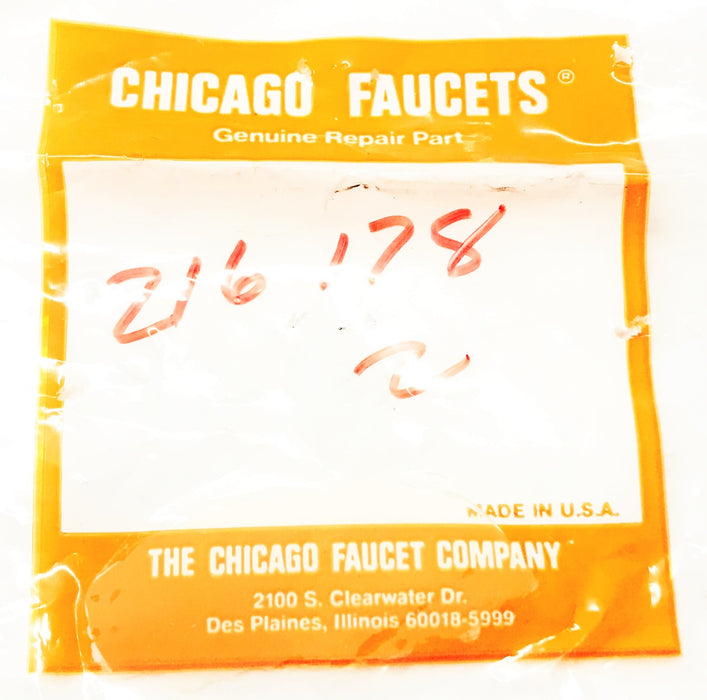 CHICAGO FAUCETS®
Genuine Repair Part
216.178
2
MADE IN U.S.A.
THE CHICAGO FAUCET COMPANY
2100 S. Clearwater Dr.
Des Plaines, Illinois 60018-5999